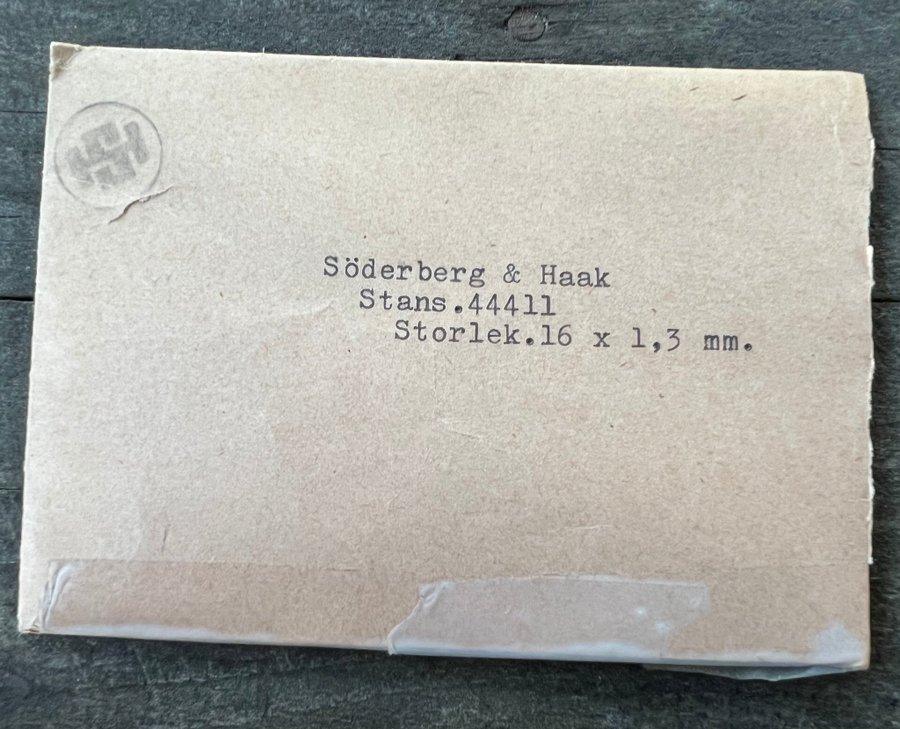 Söderberg & Haak
Stans.44411
Storlek.16 x 1,3 mm.